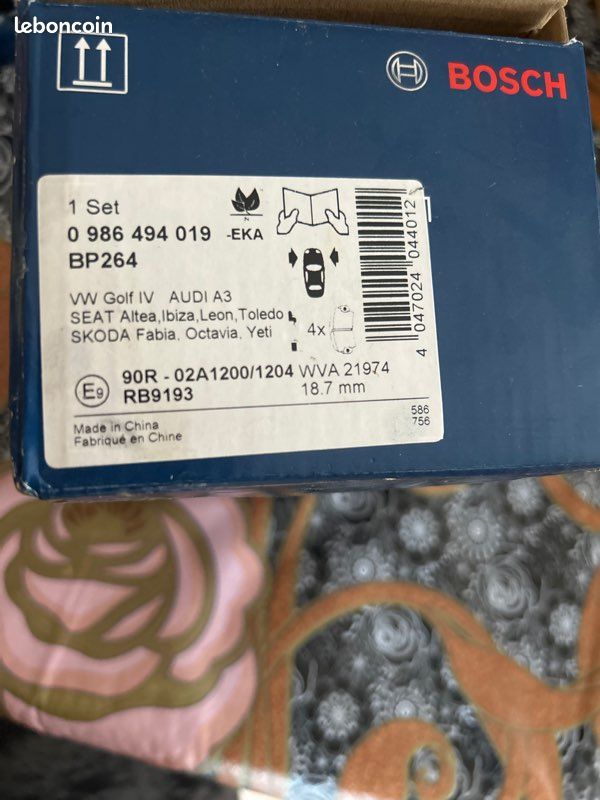 leboncoin
BOSCH
1 Set
0 986 494 019 -EKA
BP264
N
VW Golf IV AUDI A3
SEAT Altea,Ibiza,Leon,Toledo
SKODA Fabia, Octavia, Yeti
4x
4 047024 044012
E9
90R - 02A1200/1204 WVA 21974
RB9193 18.7 mm
Made in China
Fabriqué en Chine
586
756